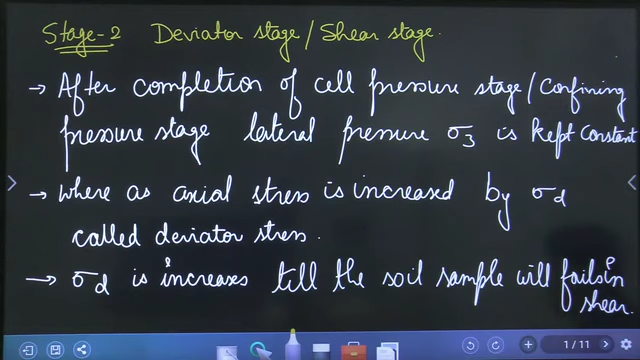 Stage-2 Deviator stage/Shear stage.
→ After completion of cell pressure stage/Confining
pressure stage lateral pressure σ3 is kept constant
→ Where as axial stress is increased by σd
called deviator stress.
→ σd is increases till the soil sample will fails in
shear.
1/11